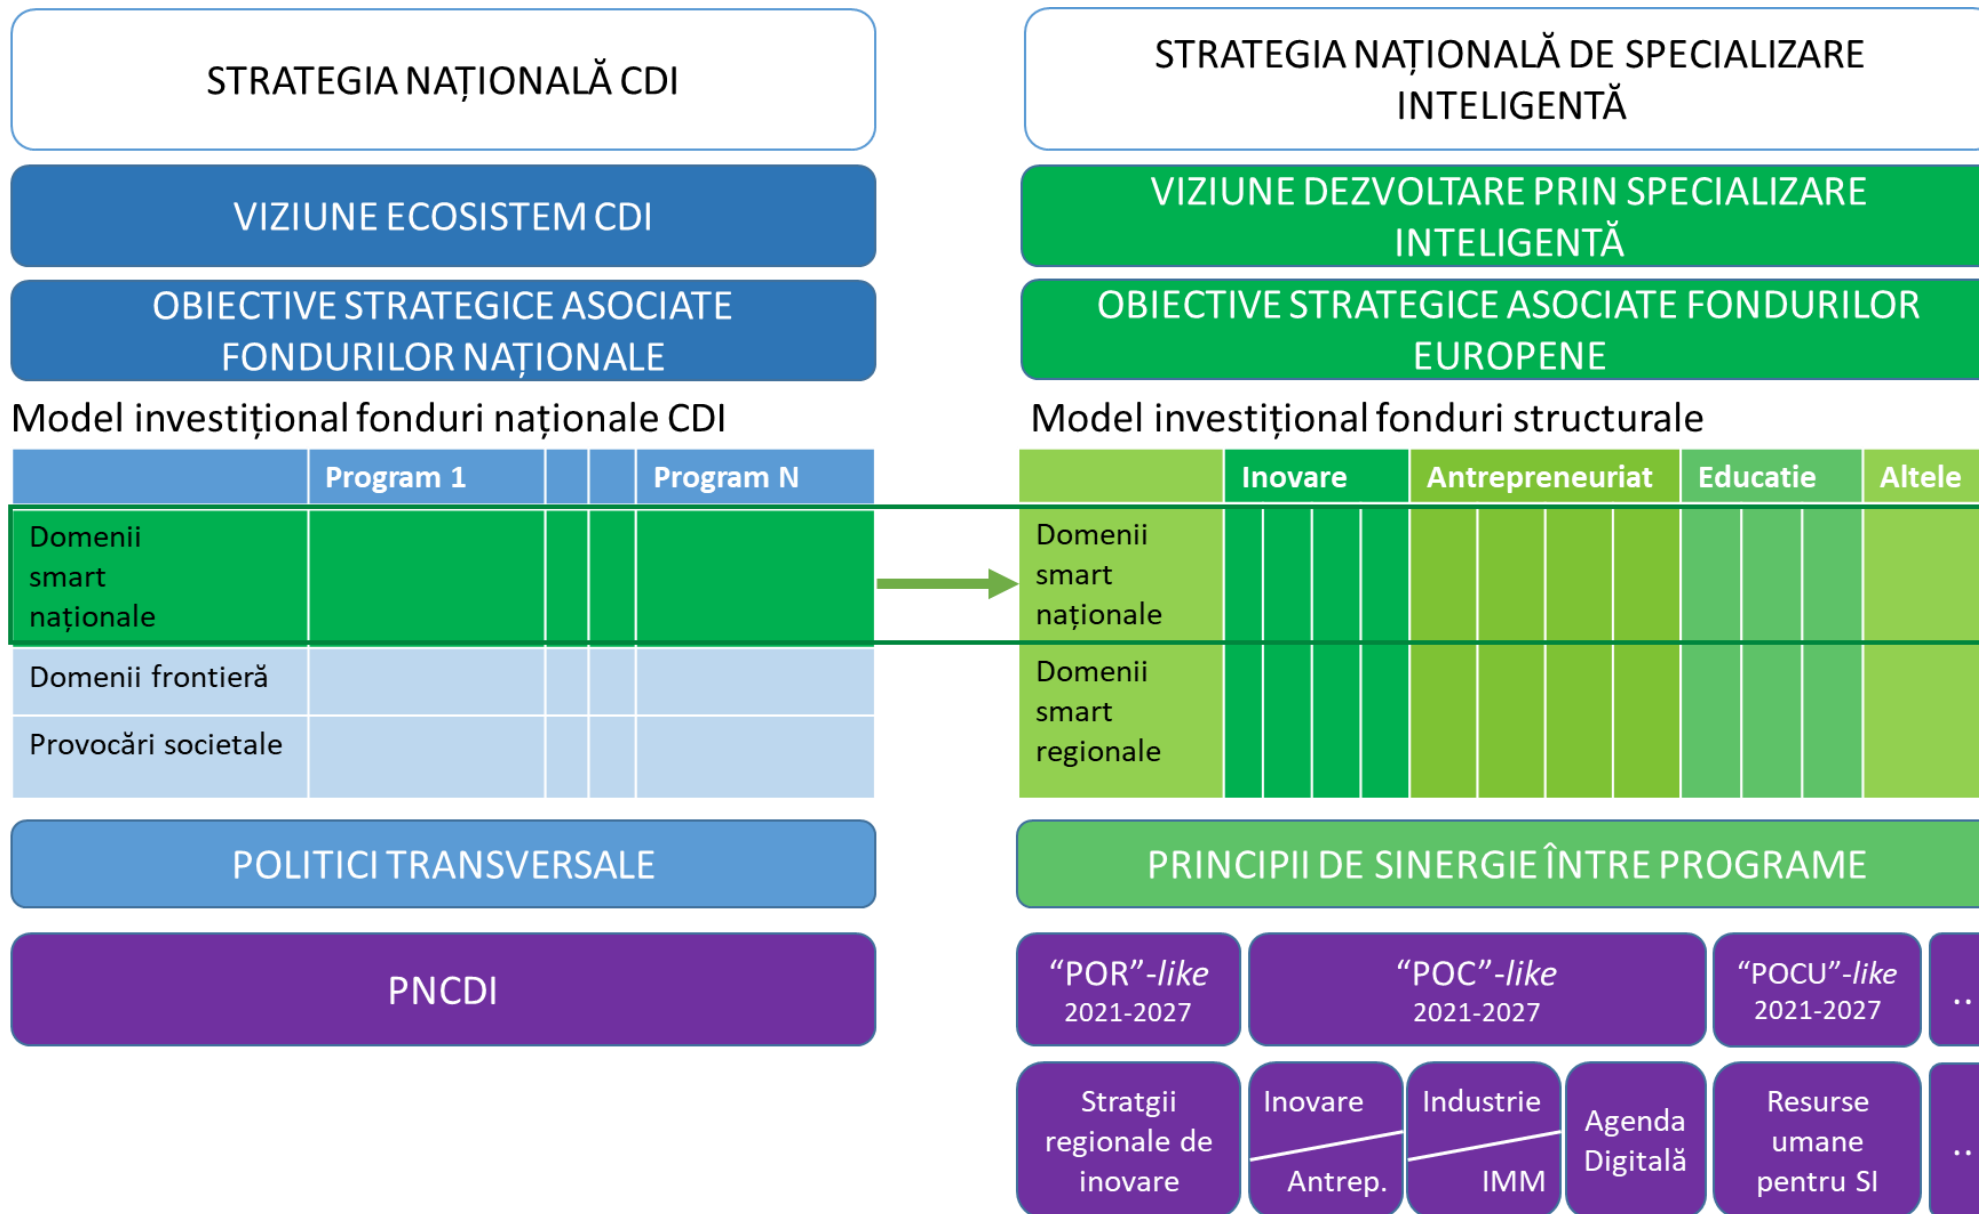 STRATEGIA NAȚIONALĂ CDI
VIZIUNE ECOSISTEM CDI
OBIECTIVE STRATEGICE ASOCIATE
FONDURILOR NAȚIONALE
Model investițional fonduri naționale CDI
Program 1
Program N
Domenii
smart
naționale
Domenii frontieră
Provocări societale
POLITICI TRANSVERSALE
PNCDI
STRATEGIA NAȚIONALĂ DE SPECIALIZARE
INTELIGENTĂ
VIZIUNE DEZVOLTARE PRIN SPECIALIZARE
INTELIGENTĂ
OBIECTIVE STRATEGICE ASOCIATE FONDURILOR
EUROPENE
Model investițional fonduri structurale
Inovare
Antrepreneuriat
Educatie
Altele
Domenii
smart
naționale
Domenii
smart
regionale
PRINCIPII DE SINERGIE ÎNTRE PROGRAME
“POR”-like
2021-2027
“POC”-like
2021-2027
“POCU”-like
2021-2027
..
Stratgii
regionale de
inovare
Inovare
Antrep.
Industrie
IMM
Agenda
Digitală
Resurse
umane
pentru SI
..